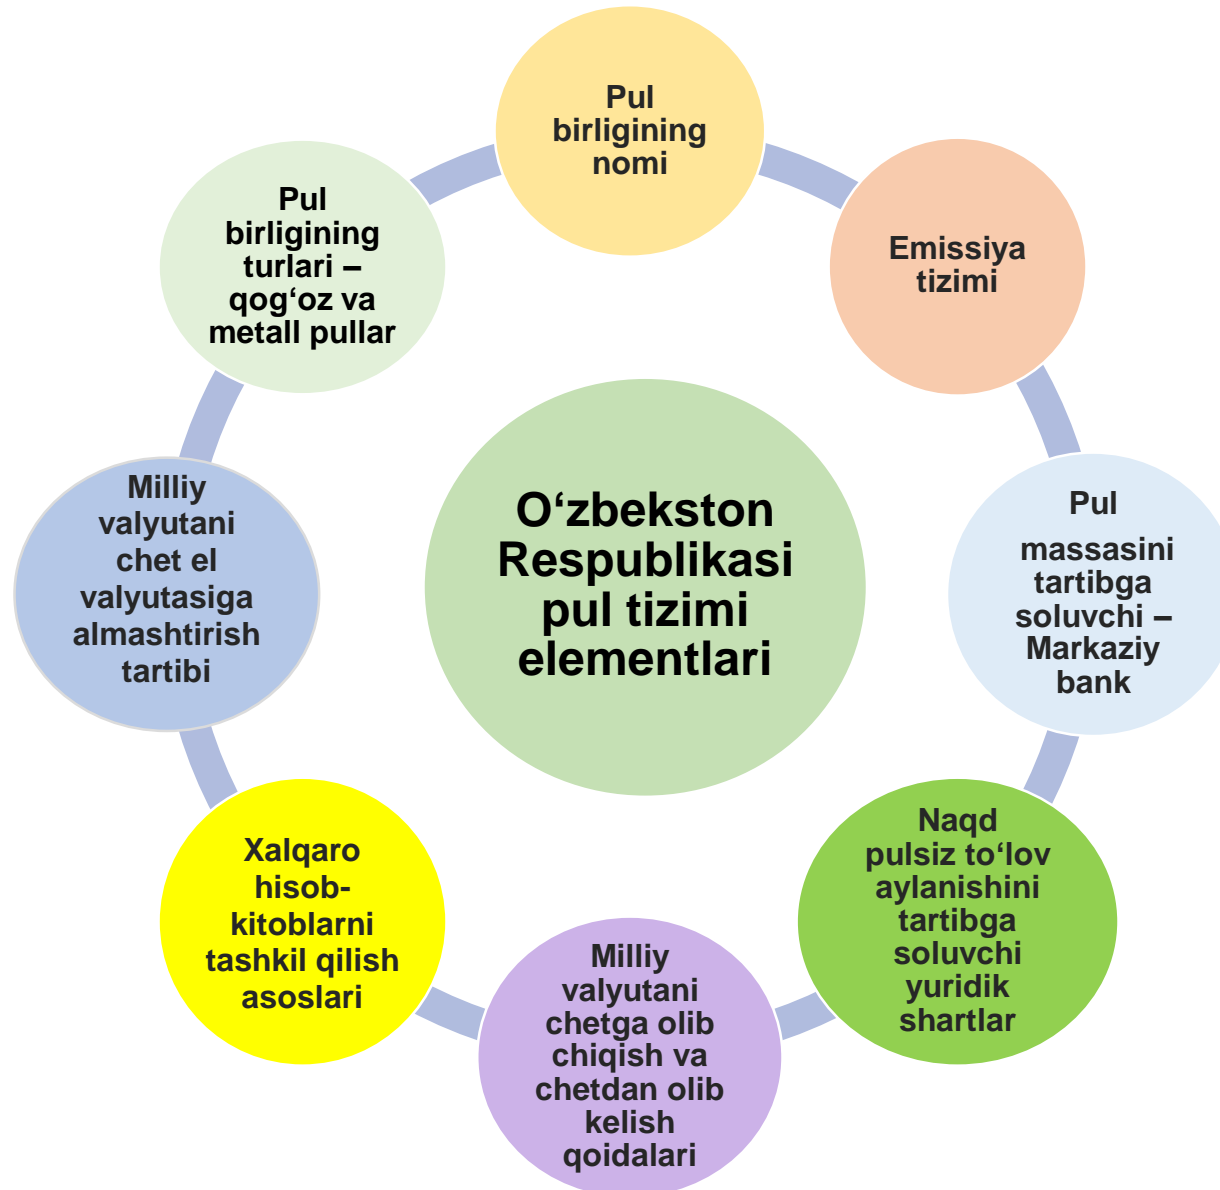 Pul
birligining
nomi
Emissiya
tizimi
Pul
massasini
tartibga
soluvchi –
Markaziy
bank
Naqd
pulsiz to‘lov
aylanishini
tartibga
soluvchi
yuridik
shartlar
Milliy
valyutani
chetga olib
chiqish va
chetdan olib
kelish
qoidalari
Xalqaro
hisob-
kitoblarni
tashkil qilish
asoslari
Milliy
valyutani
chet el
valyutasiga
almashtirish
tartibi
Pul
birligining
turlari –
qog‘oz va
metall pullar
O‘zbekston
Respublikasi
pul tizimi
elementlari